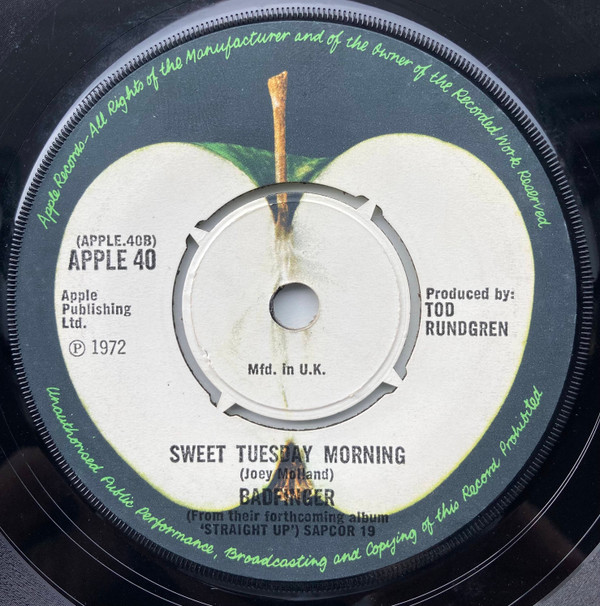 Apple Records-All Rights of the Manufacturer and of the Owner of the Recorded Work Reserved
(APPLE.40B)
APPLE 40
Apple
Publishing
Ltd.
Ⓟ 1972
Produced by:
TOD
RUNDGREN
Mfd. in U.K.
SWEET TUESDAY MORNING
(Joey Molland)
BADFINGER
(From their forthcoming album
'STRAIGHT UP') SAPCOR 19
Unauthorised Public Performance, Broadcasting and Copying of this Record Prohibited